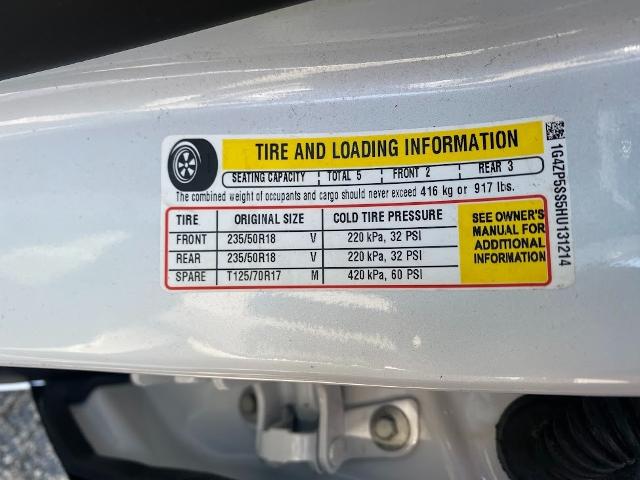 TIRE AND LOADING INFORMATION
SEATING CAPACITY TOTAL 5 FRONT 2 REAR 3
The combined weight of occupants and cargo should never exceed 416 kg or 917 lbs.
TIRE ORIGINAL SIZE COLD TIRE PRESSURE
FRONT 235/50R18 V 220 kPa, 32 PSI
REAR 235/50R18 V 220 kPa, 32 PSI
SPARE T125/70R17 M 420 kPa, 60 PSI
SEE OWNER'S
MANUAL FOR
ADDITIONAL
INFORMATION
1G4ZP5SS5HU131214